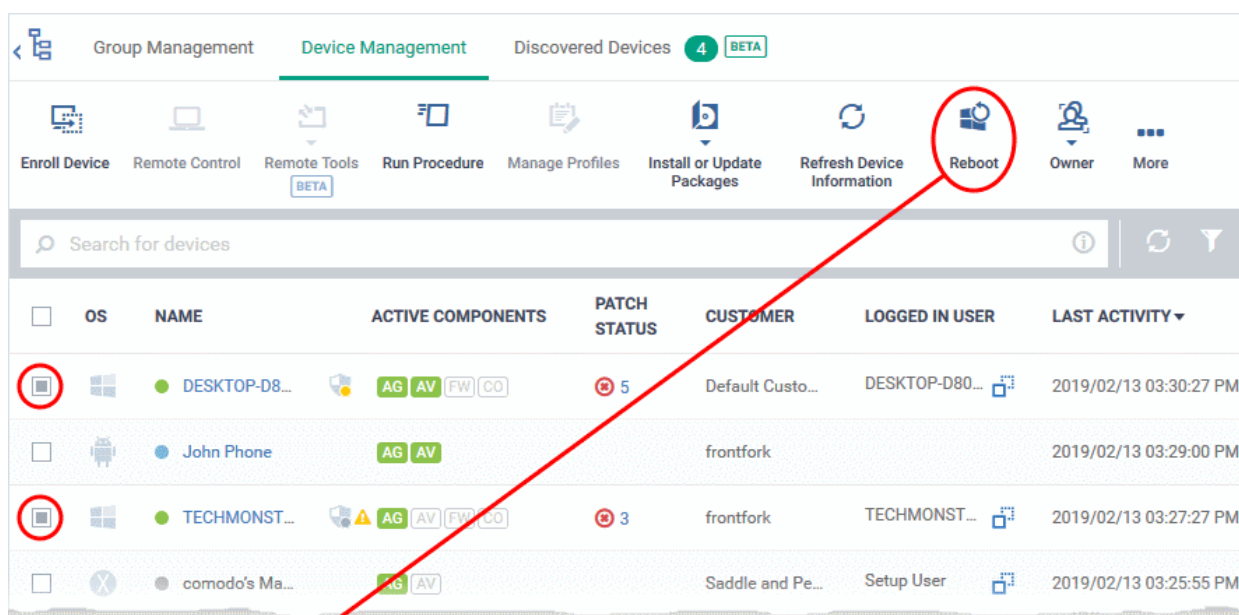 Group Management Device Management Discovered Devices 4 BETA
Enroll Device Remote Control Remote Tools Run Procedure Manage Profiles Install or Update Refresh Device Reboot Owner More
BETA Packages Information
Search for devices
OS NAME ACTIVE COMPONENTS PATCH STATUS CUSTOMER LOGGED IN USER LAST ACTIVITY
DESKTOP-D8... AG AV FW CO 5 Default Custo... DESKTOP-D80... 2019/02/13 03:30:27 PM
John Phone AG AV frontfork 2019/02/13 03:29:00 PM
TECHMONST... AG AV FW CO 3 frontfork TECHMONST... 2019/02/13 03:27:27 PM
comodo's Ma... AG AV Saddle and Pe... Setup User 2019/02/13 03:25:55 PM